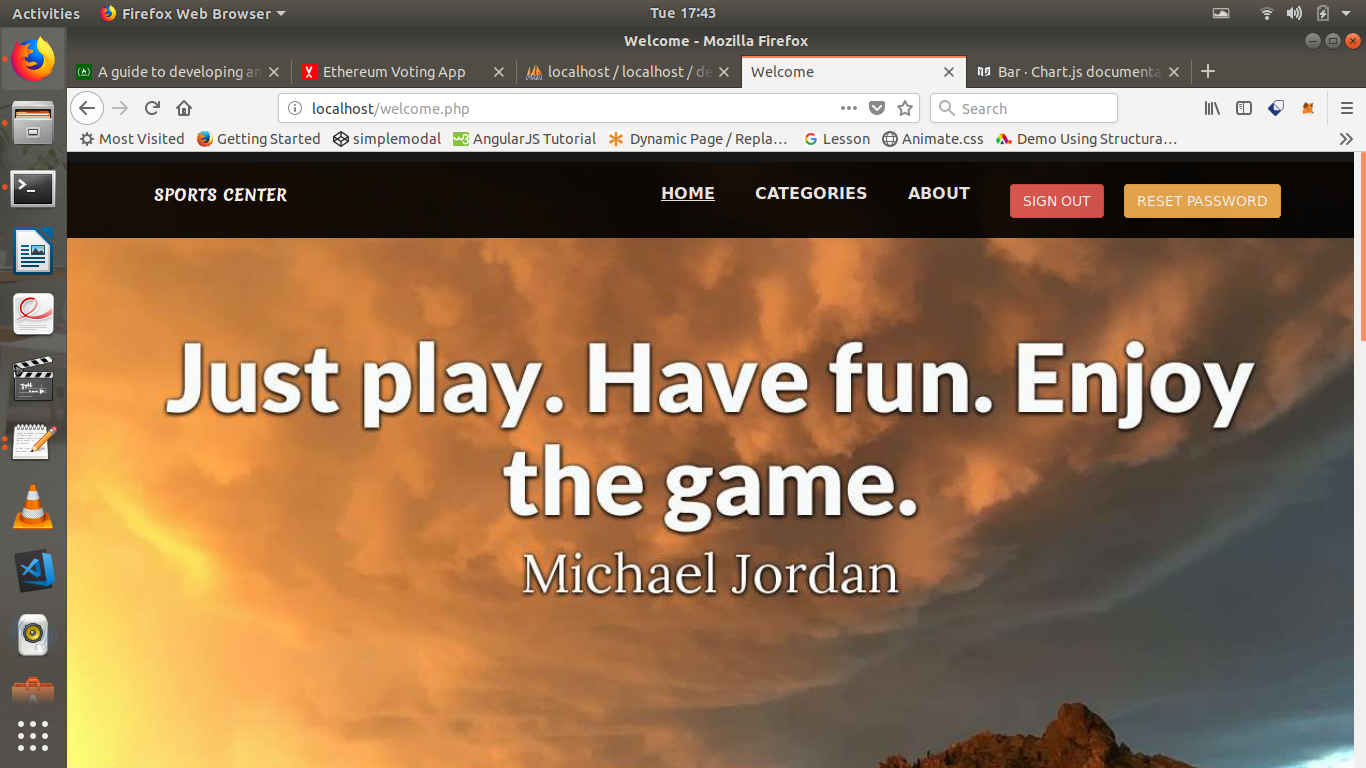 Activities Firefox Web Browser Tue 17:43
Welcome - Mozilla Firefox
A guide to developing an Ethereum Voting App localhost / localhost / de Welcome Bar · Chart.js documenta
localhost/welcome.php Search
Most Visited Getting Started simplemodal AngularJS Tutorial Dynamic Page / Repla… Lesson Animate.css Demo Using Structura…
SPORTS CENTER HOME CATEGORIES ABOUT SIGN OUT RESET PASSWORD
Just play. Have fun. Enjoy
the game.
Michael Jordan